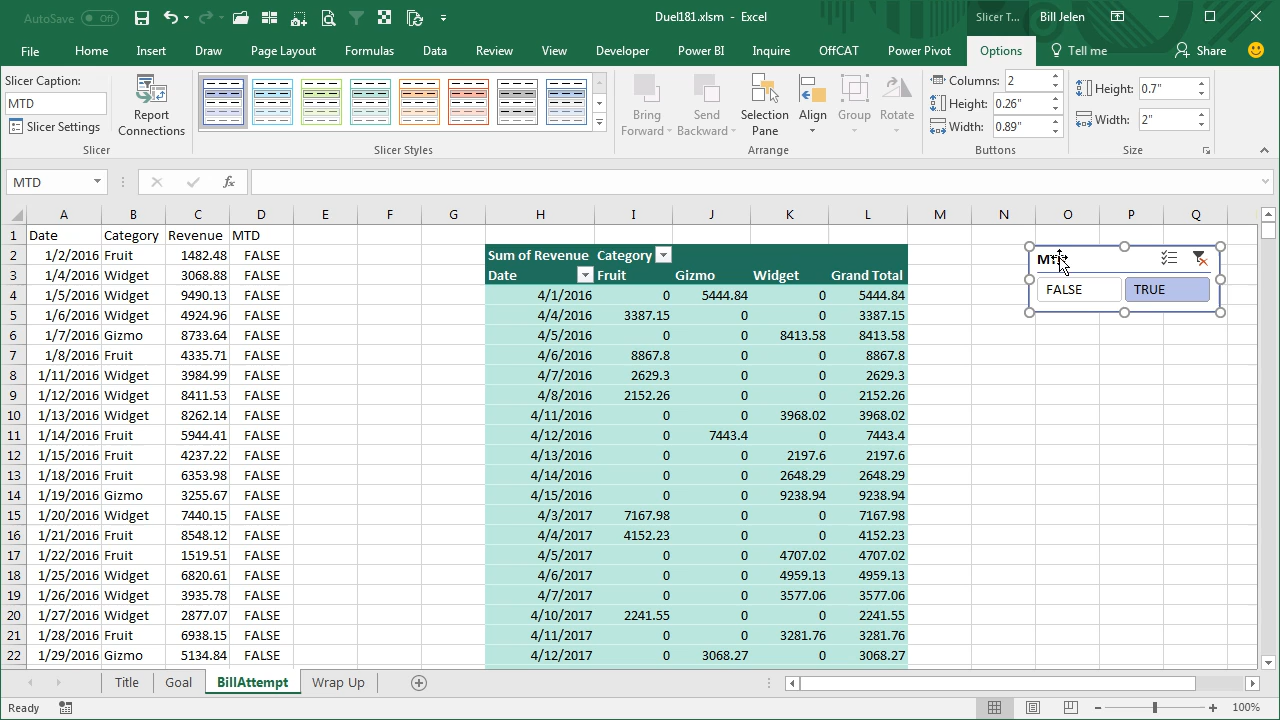 AutoSave Off
Duel181.xlsm - Excel
Slicer T...
Bill Jelen
File Home Insert Draw Page Layout Formulas Data Review View Developer Power BI Inquire OffCAT Power Pivot Options Tell me Share
Slicer Caption:
MTD
Slicer Settings
Report Connections
Slicer
Slicer Styles
Bring Forward
Send Backward
Selection Pane
Align
Group
Rotate
Arrange
Columns: 2
Height: 0.26"
Width: 0.89"
Buttons
Height: 0.7"
Width: 2"
Size
MTD
fx
A B C D E F G H I J K L M N O P Q
1 Date Category Revenue MTD
2 1/2/2016 Fruit 1482.48 FALSE Sum of Revenue Category
3 1/4/2016 Widget 3068.88 FALSE Date Fruit Gizmo Widget Grand Total
4 1/5/2016 Widget 9490.13 FALSE 4/1/2016 0 5444.84 0 5444.84
5 1/6/2016 Widget 4924.96 FALSE 4/4/2016 3387.15 0 0 3387.15
6 1/7/2016 Gizmo 8733.64 FALSE 4/5/2016 0 0 8413.58 8413.58
7 1/8/2016 Fruit 4335.71 FALSE 4/6/2016 8867.8 0 0 8867.8
8 1/11/2016 Widget 3984.99 FALSE 4/7/2016 2629.3 0 0 2629.3
9 1/12/2016 Widget 8411.53 FALSE 4/8/2016 2152.26 0 0 2152.26
10 1/13/2016 Widget 8262.14 FALSE 4/11/2016 0 0 3968.02 3968.02
11 1/14/2016 Fruit 5944.41 FALSE 4/12/2016 0 7443.4 0 7443.4
12 1/15/2016 Fruit 4237.22 FALSE 4/13/2016 0 0 2197.6 2197.6
13 1/18/2016 Fruit 6353.98 FALSE 4/14/2016 0 0 2648.29 2648.29
14 1/19/2016 Gizmo 3255.67 FALSE 4/15/2016 0 0 9238.94 9238.94
15 1/20/2016 Widget 7440.15 FALSE 4/3/2017 7167.98 0 0 7167.98
16 1/21/2016 Fruit 8548.12 FALSE 4/4/2017 4152.23 0 0 4152.23
17 1/22/2016 Fruit 1519.51 FALSE 4/5/2017 0 0 4707.02 4707.02
18 1/25/2016 Widget 6820.61 FALSE 4/6/2017 0 0 4959.13 4959.13
19 1/26/2016 Widget 3935.78 FALSE 4/7/2017 0 0 3577.06 3577.06
20 1/27/2016 Widget 2877.07 FALSE 4/10/2017 2241.55 0 0 2241.55
21 1/28/2016 Fruit 6938.15 FALSE 4/11/2017 0 0 3281.76 3281.76
22 1/29/2016 Gizmo 5134.84 FALSE 4/12/2017 0 3068.27 0 3068.27
MTD
FALSE TRUE
Title Goal BillAttempt Wrap Up
Ready
100%